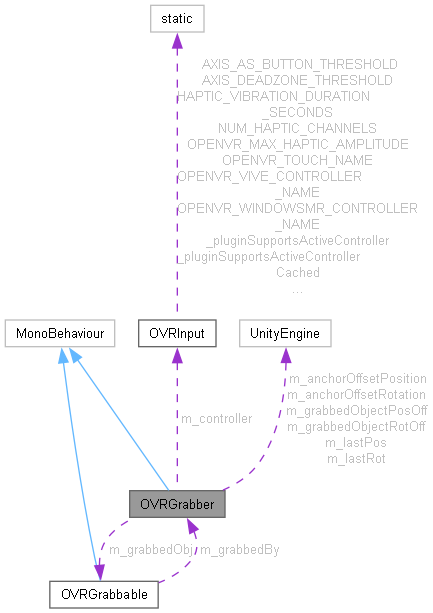 static
AXIS_AS_BUTTON_THRESHOLD
AXIS_DEADZONE_THRESHOLD
HAPTIC_VIBRATION_DURATION
_SECONDS
NUM_HAPTIC_CHANNELS
OPENVR_MAX_HAPTIC_AMPLITUDE
OPENVR_TOUCH_NAME
OPENVR_VIVE_CONTROLLER
_NAME
OPENVR_WINDOWSMR_CONTROLLER
_NAME
_pluginSupportsActiveController
_pluginSupportsActiveController
Cached
...
MonoBehaviour
OVRInput
UnityEngine
m_controller
m_anchorOffsetPosition
m_anchorOffsetRotation
m_grabbedObjectPosOff
m_grabbedObjectRotOff
m_lastPos
m_lastRot
OVRGrabber
m_grabbedObj
m_grabbedBy
OVRGrabbable